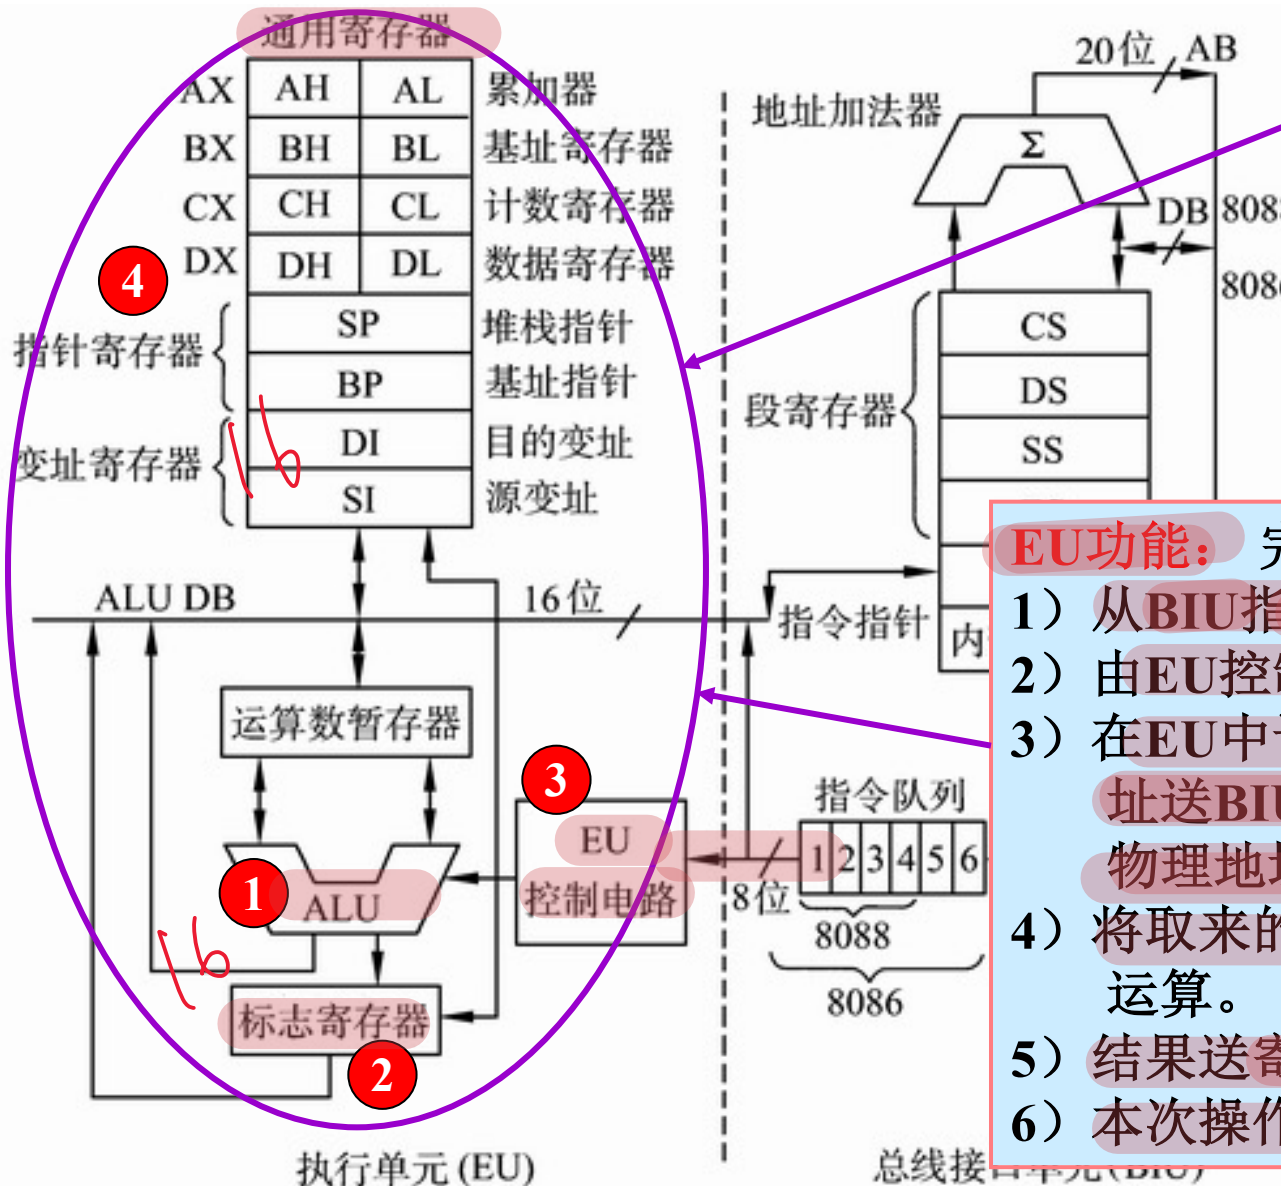 通用寄存器
AX AH AL 累加器
BX BH BL 基址寄存器
CX CH CL 计数寄存器
DX DH DL 数据寄存器
4
指针寄存器
SP 堆栈指针
BP 基址指针
变址寄存器
DI 目的变址
SI 源变址
16
ALU DB
16位
运算数暂存器
1
ALU
16
标志寄存器
2
3
EU
控制电路
执行单元 (EU)
20位 AB
地址加法器
Σ
DB
段寄存器
CS
DS
SS
指令指针
内
指令队列
1 2 3 4 5 6
8位
8088
8086
总线接口单元(BIU)
EU功能:
1) 从BIU指
2) 由EU控
3) 在EU中
址送BIU
物理地
4) 将取来的
运算。
5) 结果送寄
6) 本次操作